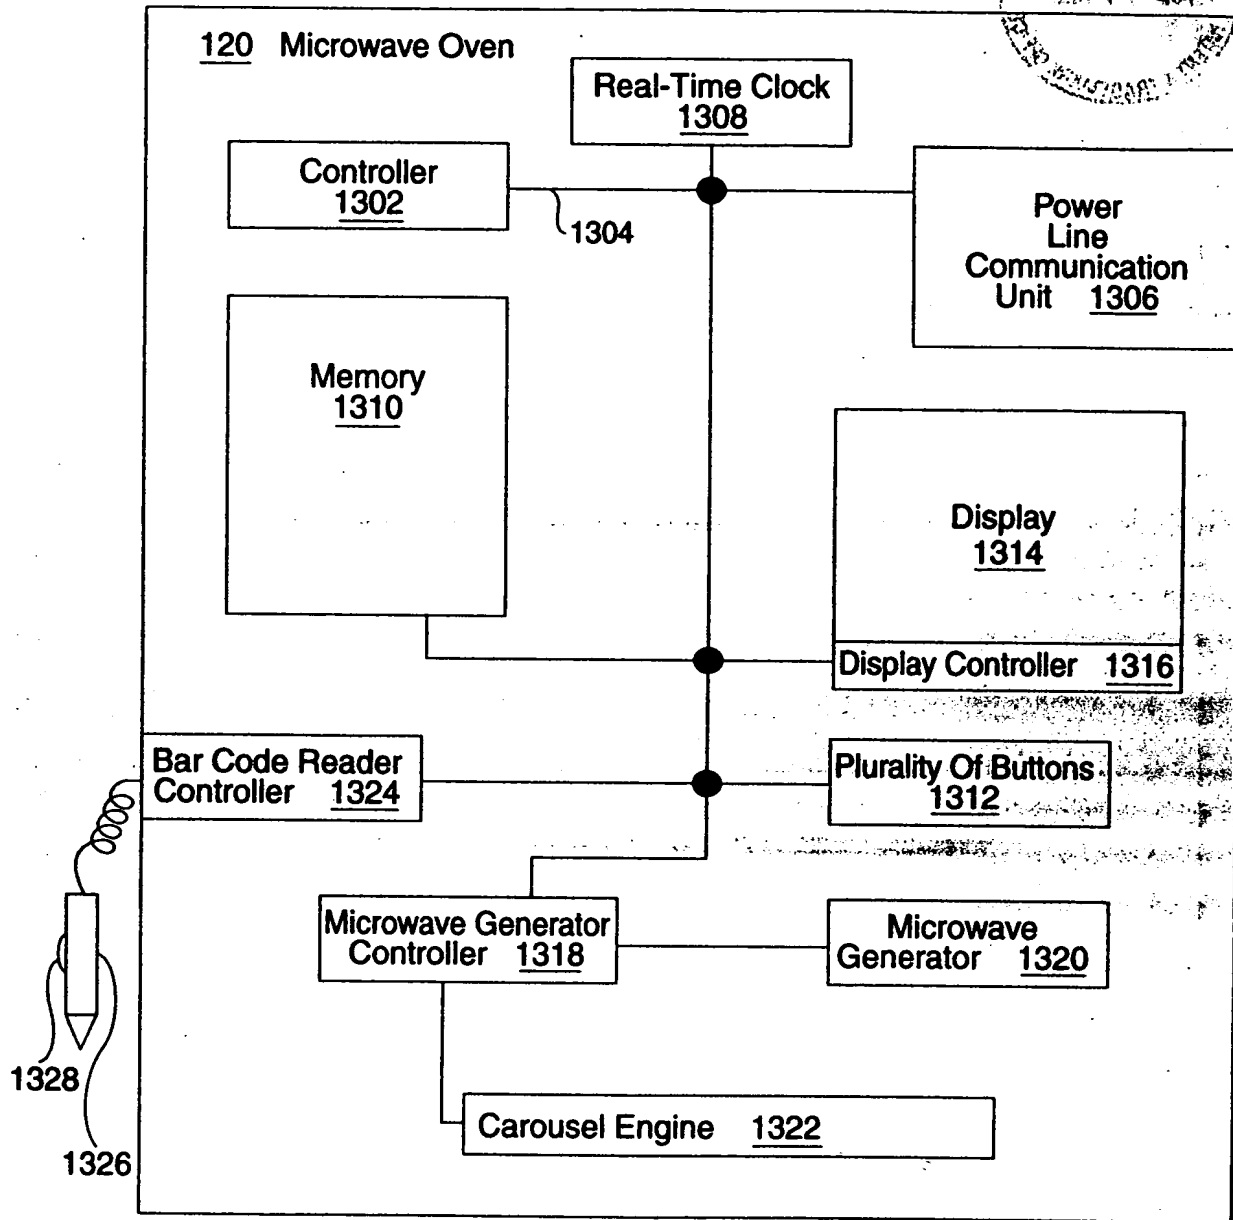 120 Microwave Oven
Real-Time Clock
1308
Controller
1302
1304
Power
Line
Communication
Unit 1306
Memory
1310
Display
1314
Display Controller 1316
Bar Code Reader
Controller 1324
Plurality Of Buttons
1312
Microwave Generator
Controller 1318
Microwave
Generator 1320
1328
1326
Carousel Engine 1322